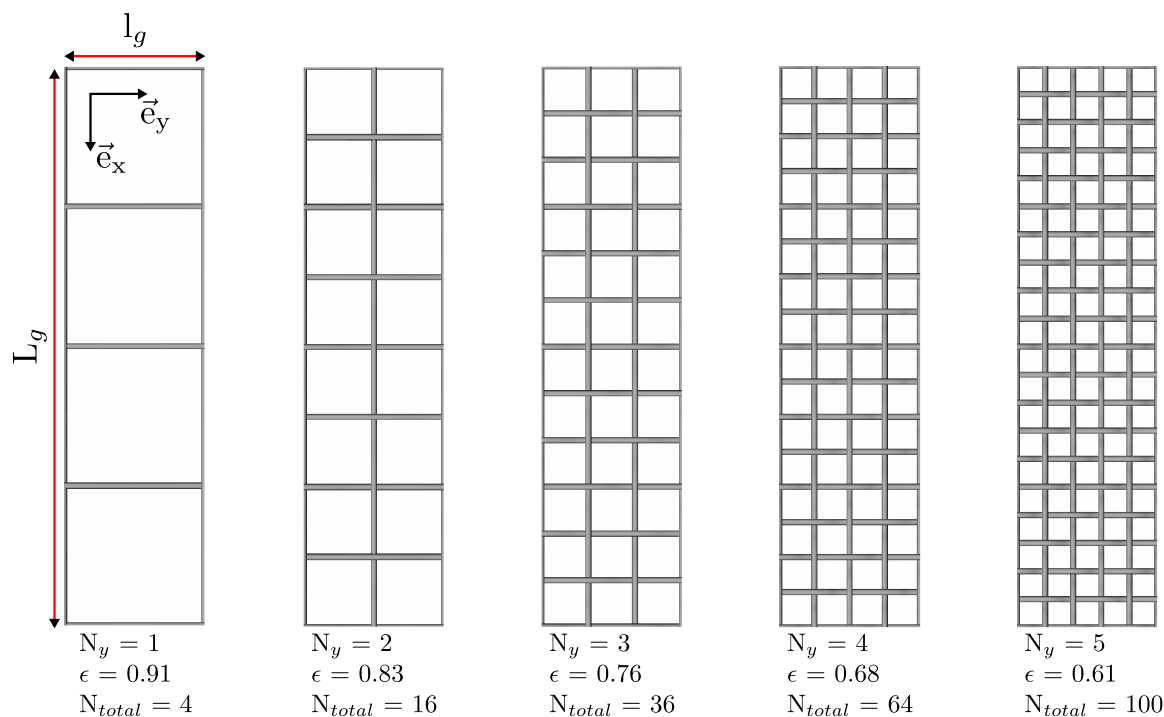 l_g
e⃗_y
e⃗_x
L_g
N_y = 1
ϵ = 0.91
N_total = 4
N_y = 2
ϵ = 0.83
N_total = 16
N_y = 3
ϵ = 0.76
N_total = 36
N_y = 4
ϵ = 0.68
N_total = 64
N_y = 5
ϵ = 0.61
N_total = 100